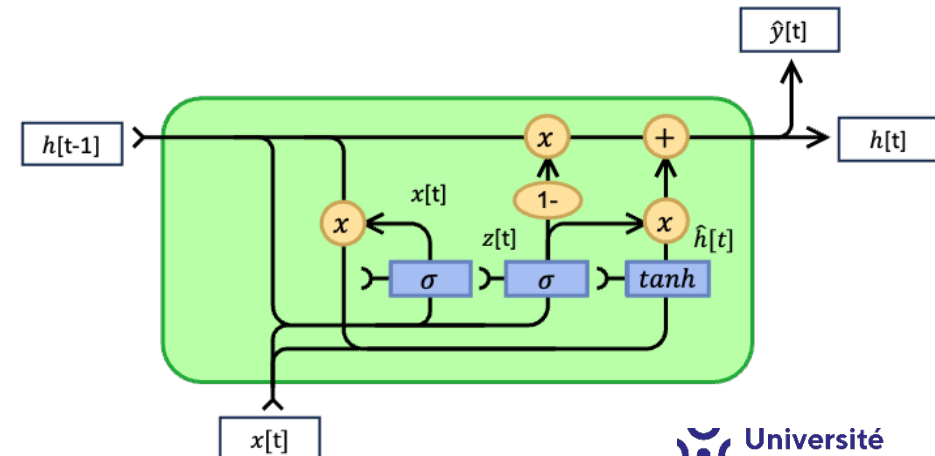 ŷ[t]
h[t-1]
x
+
h[t]
1-
x[t]
x
z[t]
x
ĥ[t]
σ
σ
tanh
x[t]
Université